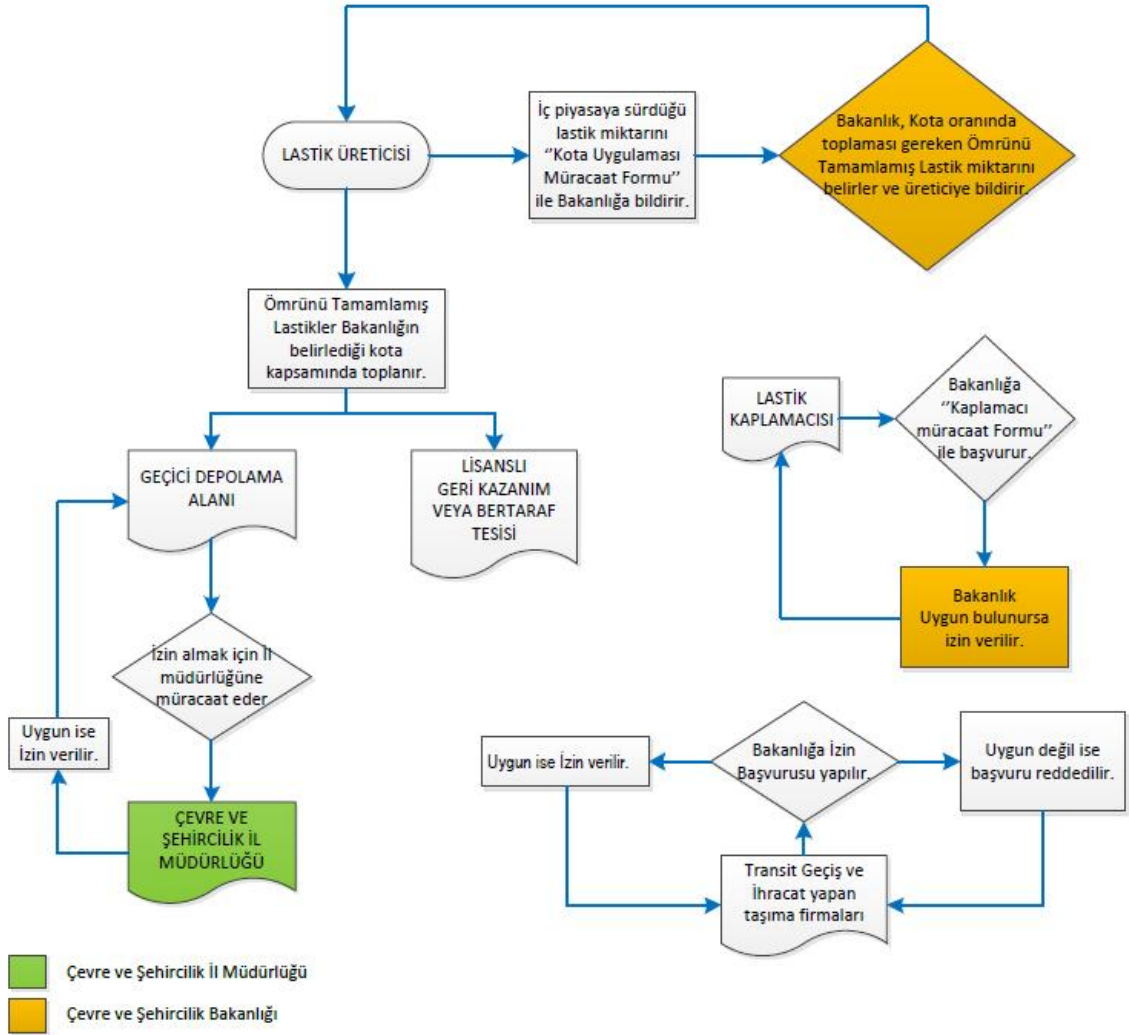 LASTİK ÜRETİCİSİ
İç piyasaya sürdüğü
lastik miktarını
‘’Kota Uygulaması
Müracaat Formu’’
ile Bakanlığa bildirir.
Bakanlık, Kota oranında
toplaması gereken Ömrünü
Tamamlamış Lastik miktarını
belirler ve üreticiye bildirir.
Ömrünü Tamamlamış
Lastikler Bakanlığın
belirlediği kota
kapsamında toplanır.
GEÇİCİ DEPOLAMA
ALANI
LİSANSLI
GERİ KAZANIM
VEYA BERTARAF
TESİSİ
İzin almak için İl
müdürlüğüne
müracaat eder
Uygun ise
İzin verilir.
ÇEVRE VE
ŞEHİRCİLİK İL
MÜDÜRLÜĞÜ
LASTİK
KAPLAMACISI
Bakanlığa
‘’Kaplamacı
müracaat Formu’’
ile başvurur.
Bakanlık
Uygun bulunursa
izin verilir.
Uygun ise İzin verilir.
Bakanlığa İzin
Başvurusu yapılır.
Uygun değil ise
başvuru reddedilir.
Transit Geçiş ve
İhracat yapan
taşıma firmaları
Çevre ve Şehircilik İl Müdürlüğü
Çevre ve Şehircilik Bakanlığı